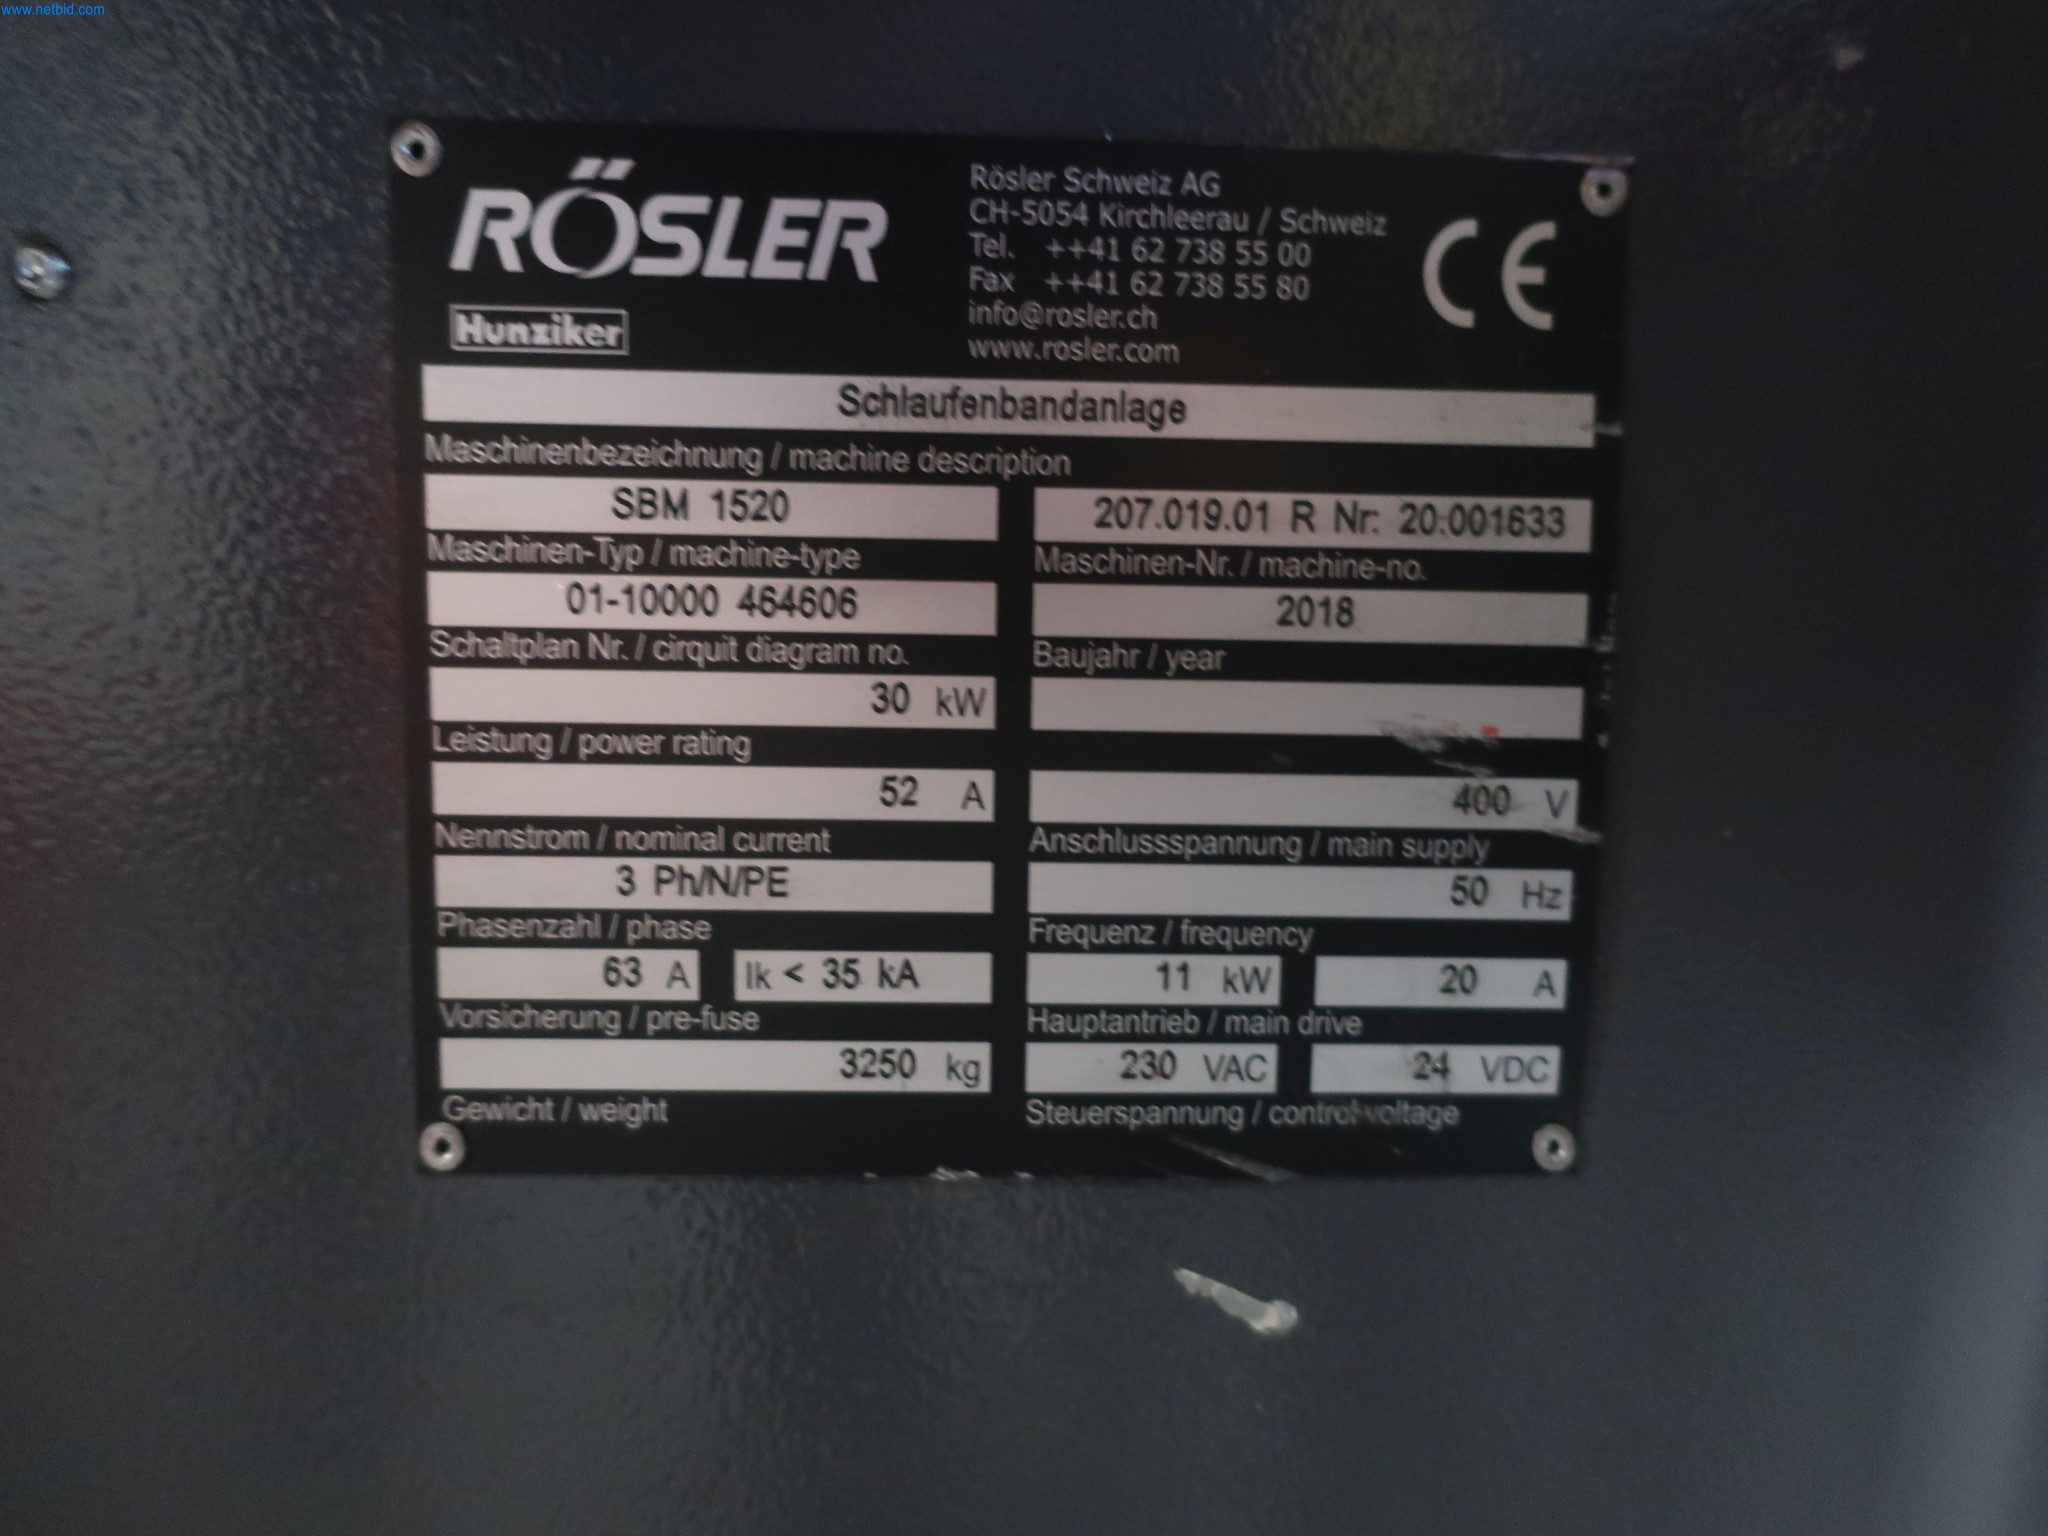 www.netbid.com
RÖSLER
Hunziker
Rösler Schweiz AG
CH-5054 Kirchleerau / Schweiz
Tel. ++41 62 738 55 00
Fax ++41 62 738 55 80
info@rosler.ch
www.rosler.com
CE
Schlaufenbandanlage
Maschinenbezeichnung / machine description
SBM 1520
207.019.01 R Nr. 20.001633
Maschinen-Typ / machine-type
Maschinen-Nr. / machine-no.
01-10000 464606
2018
Schaltplan Nr. / cirquit diagram no.
Baujahr / year
30 kW
Leistung / power rating
52 A
400 V
Nennstrom / nominal current
Anschlussspannung / main supply
3 Ph/N/PE
50 Hz
Phasenzahl / phase
Frequenz / frequency
63 A
Ik < 35 kA
11 kW
20 A
Vorsicherung / pre-fuse
Hauptantrieb / main drive
3250 kg
230 VAC
24 VDC
Gewicht / weight
Steuerspannung / control-voltage